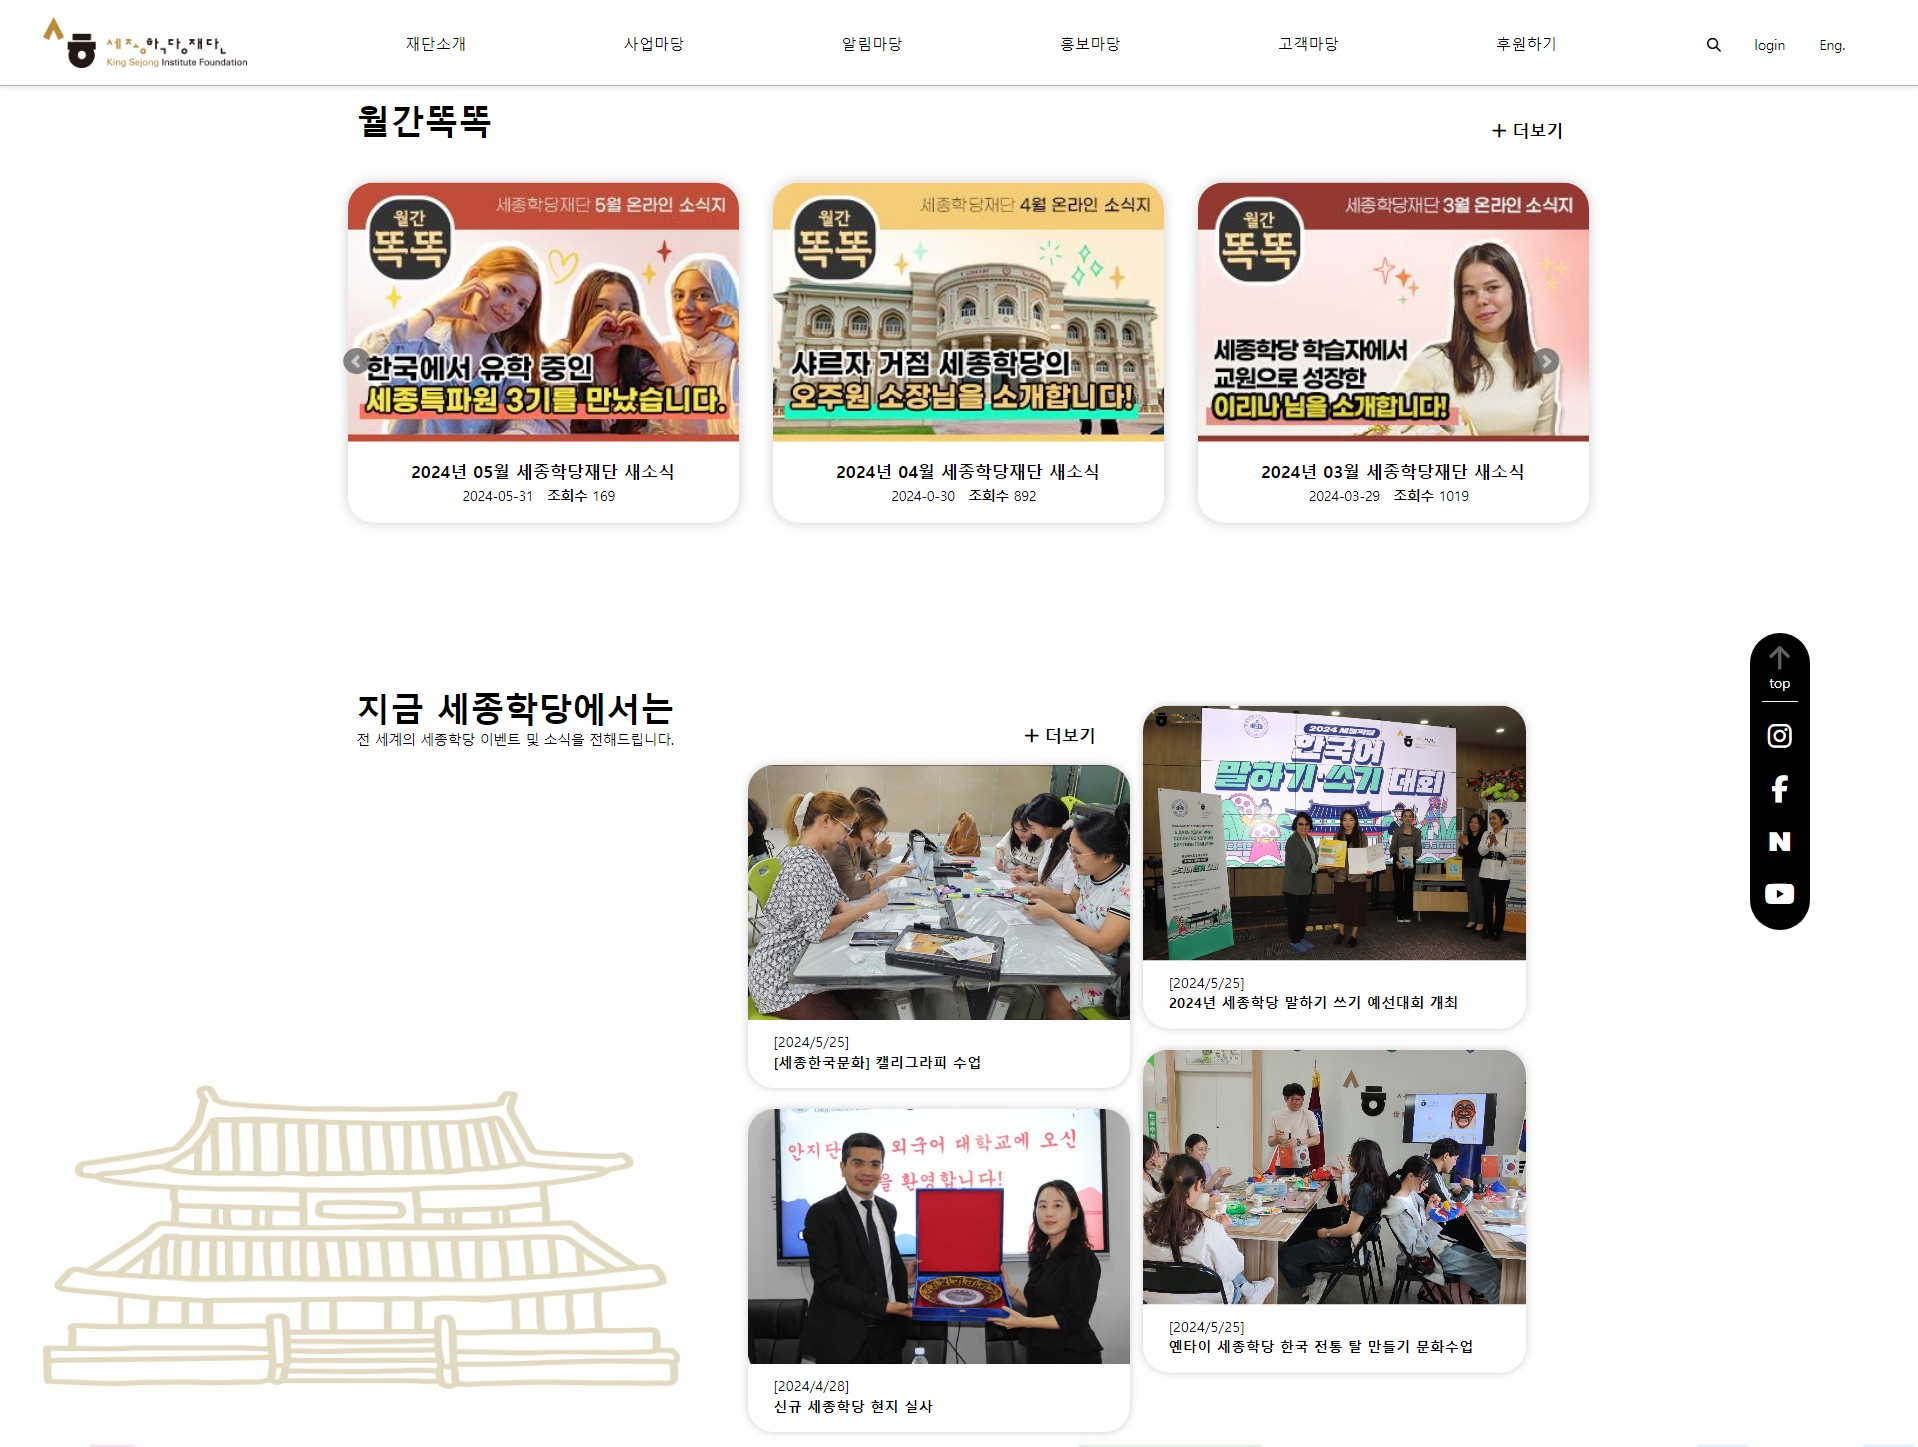 세종학당재단
King Sejong Institute Foundation
재단소개
사업마당
알림마당
홍보마당
고객마당
후원하기
login
Eng.
월간똑똑
+ 더보기
월간
똑똑
세종학당재단 5월 온라인 소식지
한국에서 유학 중인
세종특파원 3기를 만났습니다.
2024년 05월 세종학당재단 새소식
2024-05-31 조회수 169
월간
똑똑
세종학당재단 4월 온라인 소식지
샤르자 거점 세종학당의
오주원 소장님을 소개합니다!
2024년 04월 세종학당재단 새소식
2024-0-30 조회수 892
월간
똑똑
세종학당재단 3월 온라인 소식지
세종학당 학습자에서
교원으로 성장한
이리나 님을 소개합니다!
2024년 03월 세종학당재단 새소식
2024-03-29 조회수 1019
지금 세종학당에서는
전 세계의 세종학당 이벤트 및 소식을 전해드립니다.
+ 더보기
[2024/5/25]
[세종한국문화] 캘리그라피 수업
안지단 외국어 대학교에 오신
을 환영합니다!
[2024/4/28]
신규 세종학당 현지 실사
2024 세종학당
한국어
말하기·쓰기 대회
[2024/5/25]
2024년 세종학당 말하기 쓰기 예선대회 개최
[2024/5/25]
옌타이 세종학당 한국 전통 탈 만들기 문화수업
top